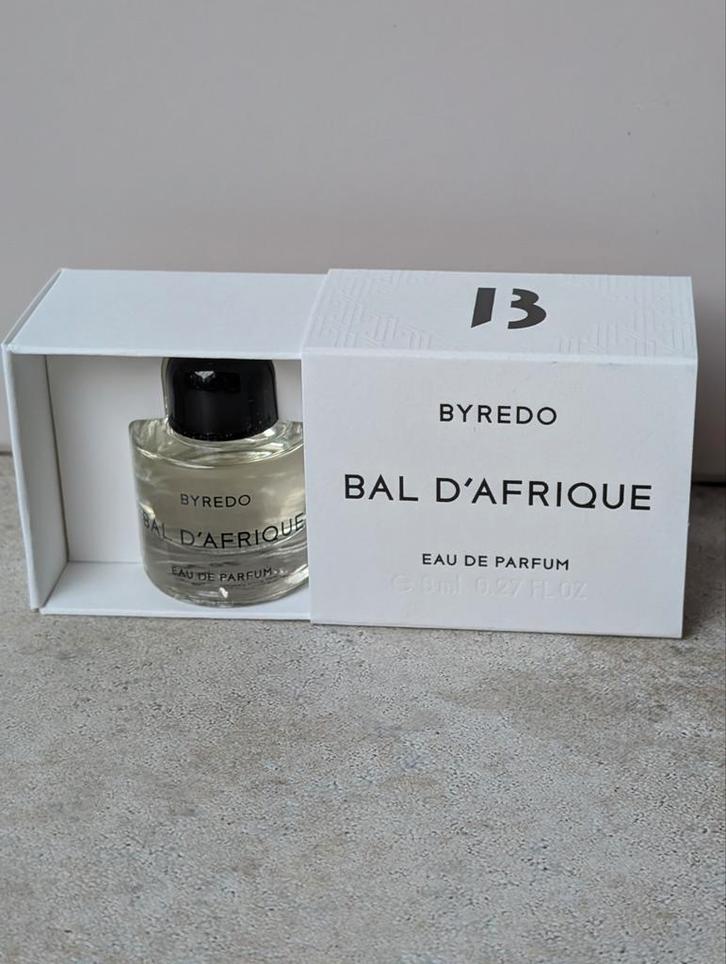 B
BYREDO
BAL D'AFRIQUE
EAU DE PARFUM
BYREDO
BAL D'AFRIQUE
EAU DE PARFUM
0.27 FL OZ